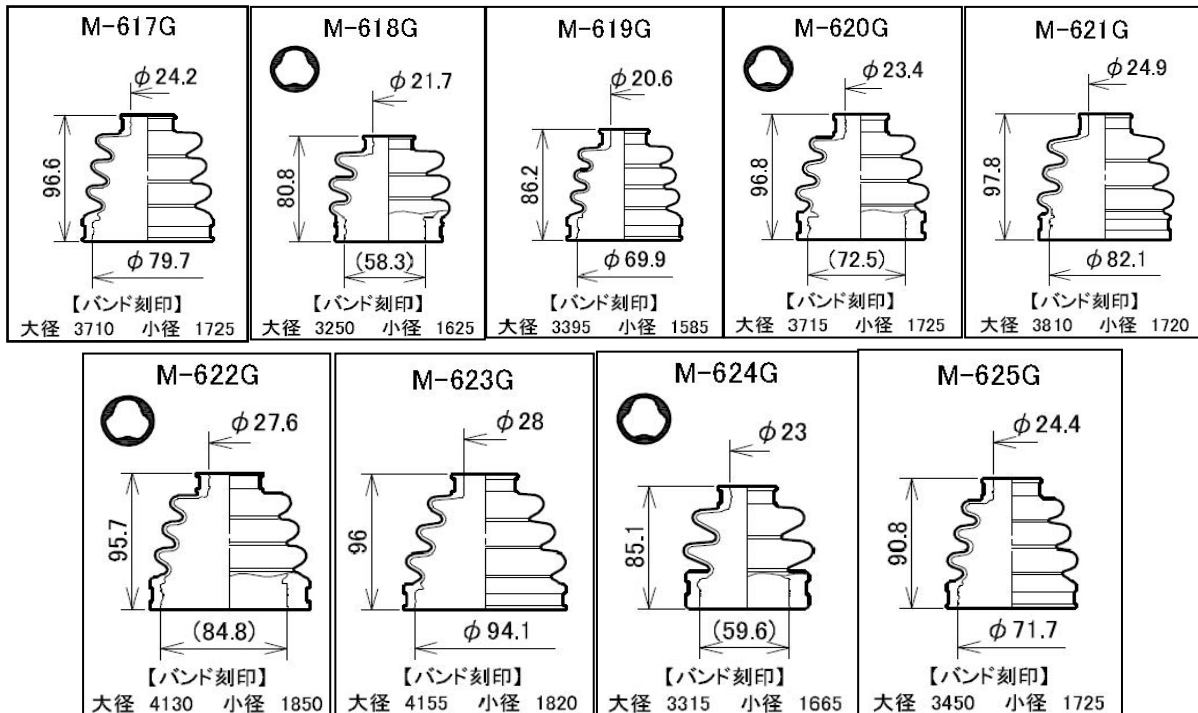 M-617G
φ24.2
96.6
φ79.7
【バンド刻印】
大径 3710 小径 1725
M-618G
φ21.7
80.8
(58.3)
【バンド刻印】
大径 3250 小径 1625
M-619G
φ20.6
86.2
φ69.9
【バンド刻印】
大径 3395 小径 1585
M-620G
φ23.4
96.8
(72.5)
【バンド刻印】
大径 3715 小径 1725
M-621G
φ24.9
97.8
φ82.1
【バンド刻印】
大径 3810 小径 1720
M-622G
φ27.6
95.7
(84.8)
【バンド刻印】
大径 4130 小径 1850
M-623G
φ28
96
φ94.1
【バンド刻印】
大径 4155 小径 1820
M-624G
φ23
85.1
(59.6)
【バンド刻印】
大径 3315 小径 1665
M-625G
φ24.4
90.8
φ71.7
【バンド刻印】
大径 3450 小径 1725